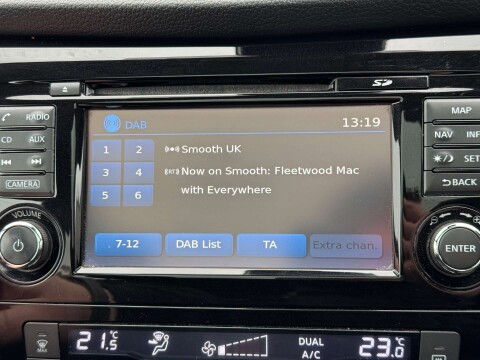 SD
RADIO
CD AUX
CAMERA
VOLUME
DAB
13:19
1 2
3 4
5 6
Smooth UK
Now on Smooth: Fleetwood Mac
with Everywhere
7-12
DAB List
TA
Extra chan.
MAP
NAV INF
SET
BACK
ENTER
MAX
21.5 °C
DUAL
A/C
23.0 °C